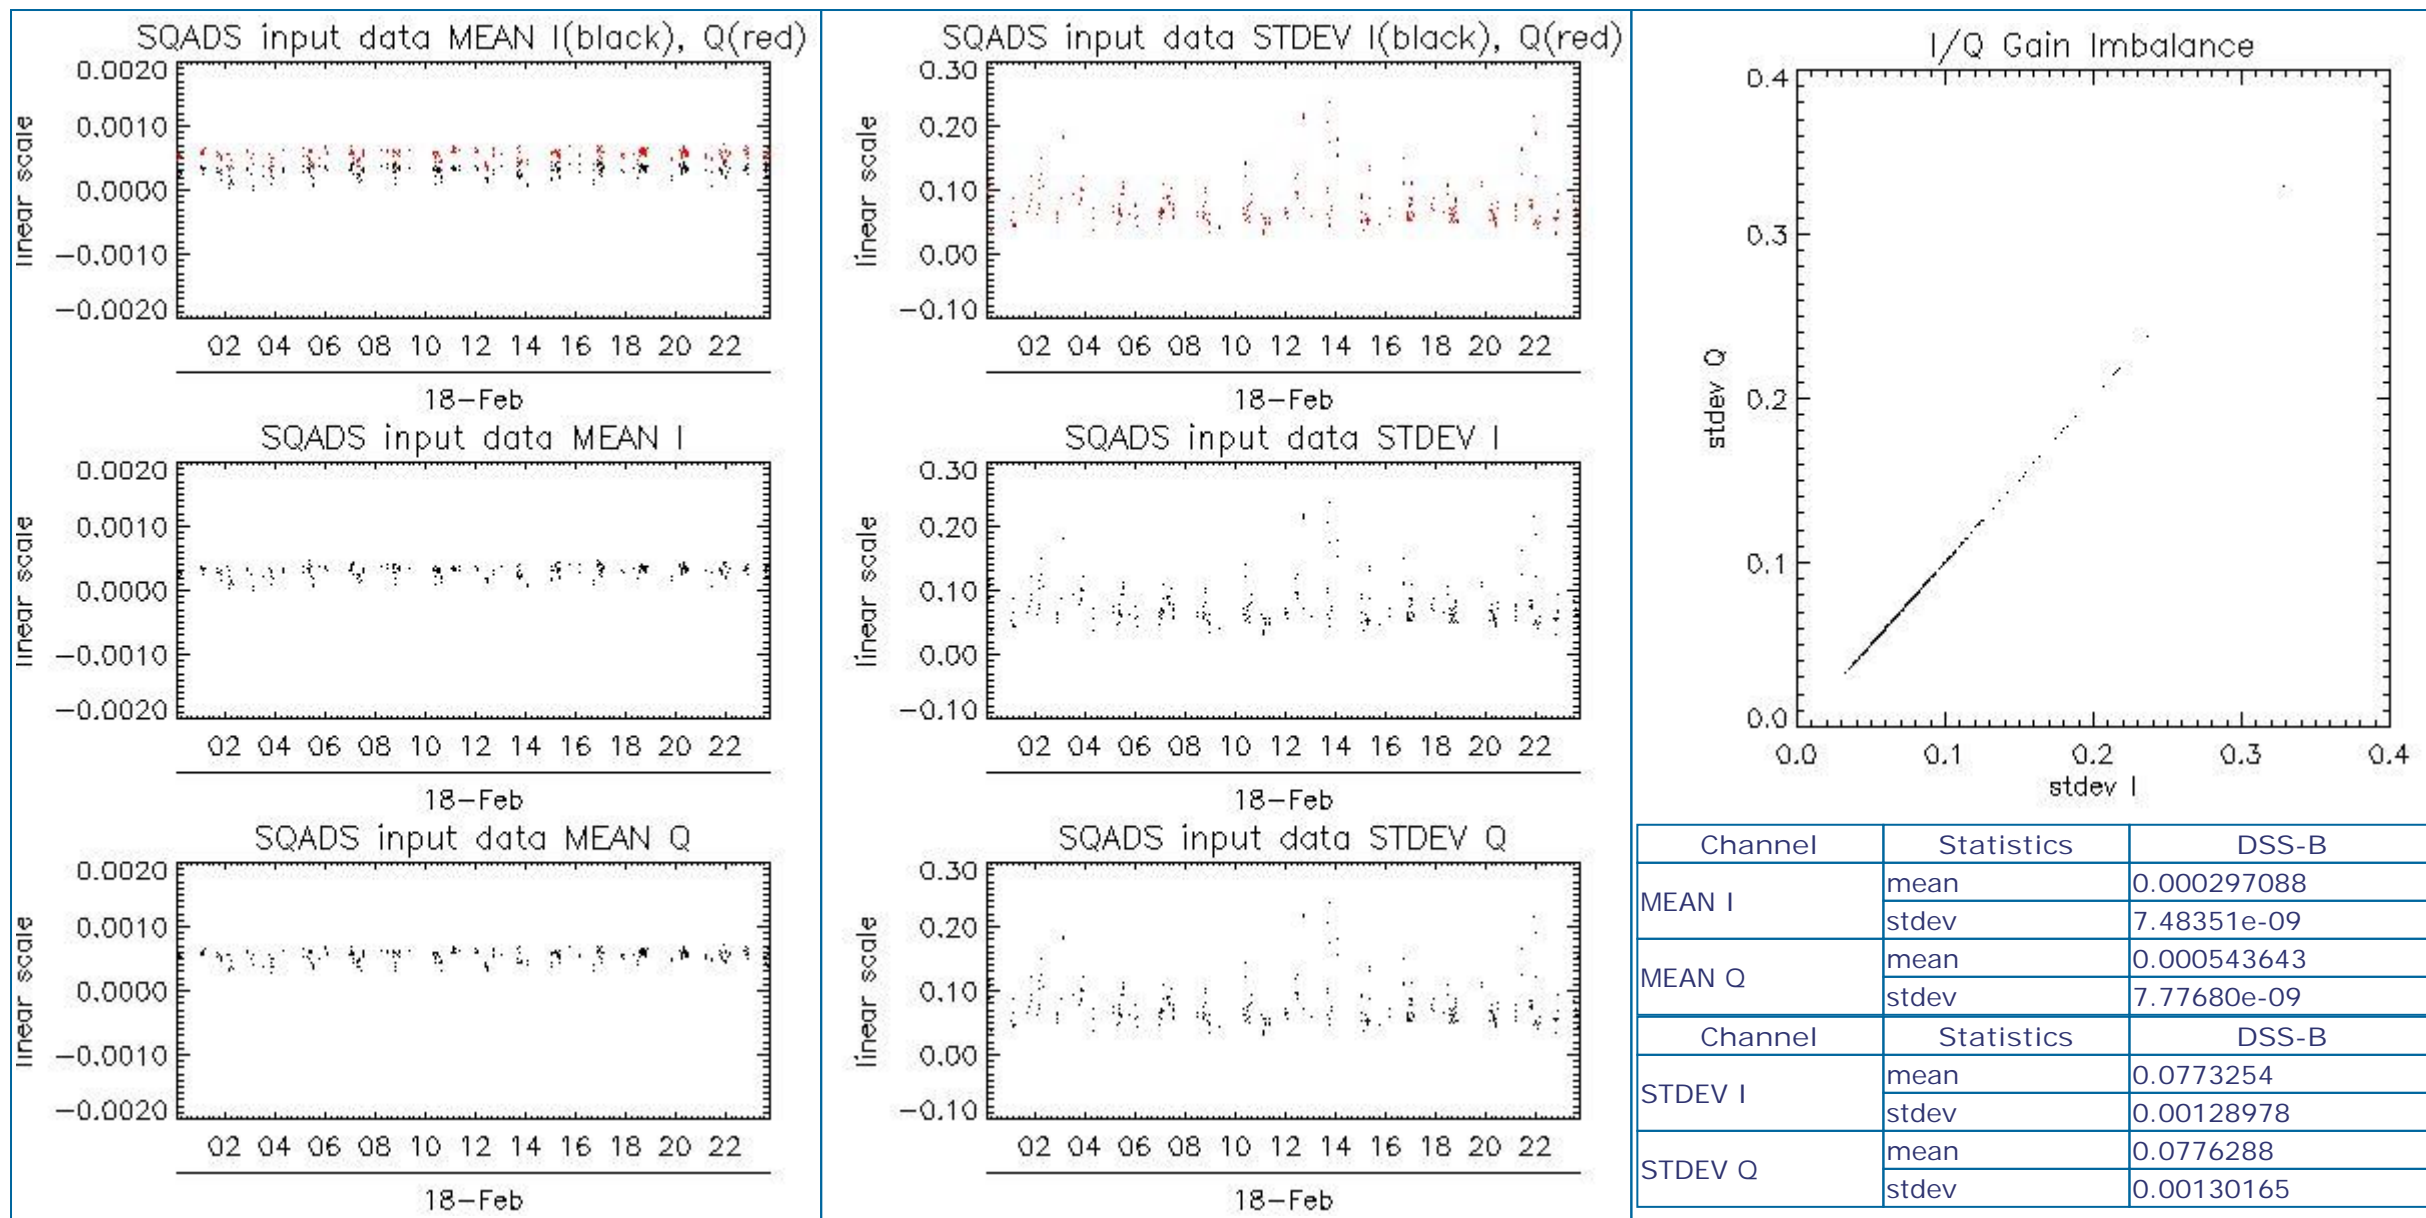 SQADS input data MEAN I(black), Q(red)
linear scale
0.0020
0.0010
0.0000
−0.0010
−0.0020
02 04 06 08 10 12 14 16 18 20 22
18−Feb
SQADS input data MEAN I
linear scale
0.0020
0.0010
0.0000
−0.0010
−0.0020
02 04 06 08 10 12 14 16 18 20 22
18−Feb
SQADS input data MEAN Q
linear scale
0.0020
0.0010
0.0000
−0.0010
−0.0020
02 04 06 08 10 12 14 16 18 20 22
18−Feb
SQADS input data STDEV I(black), Q(red)
linear scale
0.30
0.20
0.10
0.00
−0.10
02 04 06 08 10 12 14 16 18 20 22
18−Feb
SQADS input data STDEV I
linear scale
0.30
0.20
0.10
0.00
−0.10
02 04 06 08 10 12 14 16 18 20 22
18−Feb
SQADS input data STDEV Q
linear scale
0.30
0.20
0.10
0.00
−0.10
02 04 06 08 10 12 14 16 18 20 22
18−Feb
I/Q Gain Imbalance
stdev Q
0.4
0.3
0.2
0.1
0.0
0.0 0.1 0.2 0.3 0.4
stdev I
Channel Statistics DSS-B
MEAN I
mean 0.000297088
stdev 7.48351e-09
MEAN Q
mean 0.000543643
stdev 7.77680e-09
Channel Statistics DSS-B
STDEV I
mean 0.0773254
stdev 0.00128978
STDEV Q
mean 0.0776288
stdev 0.00130165